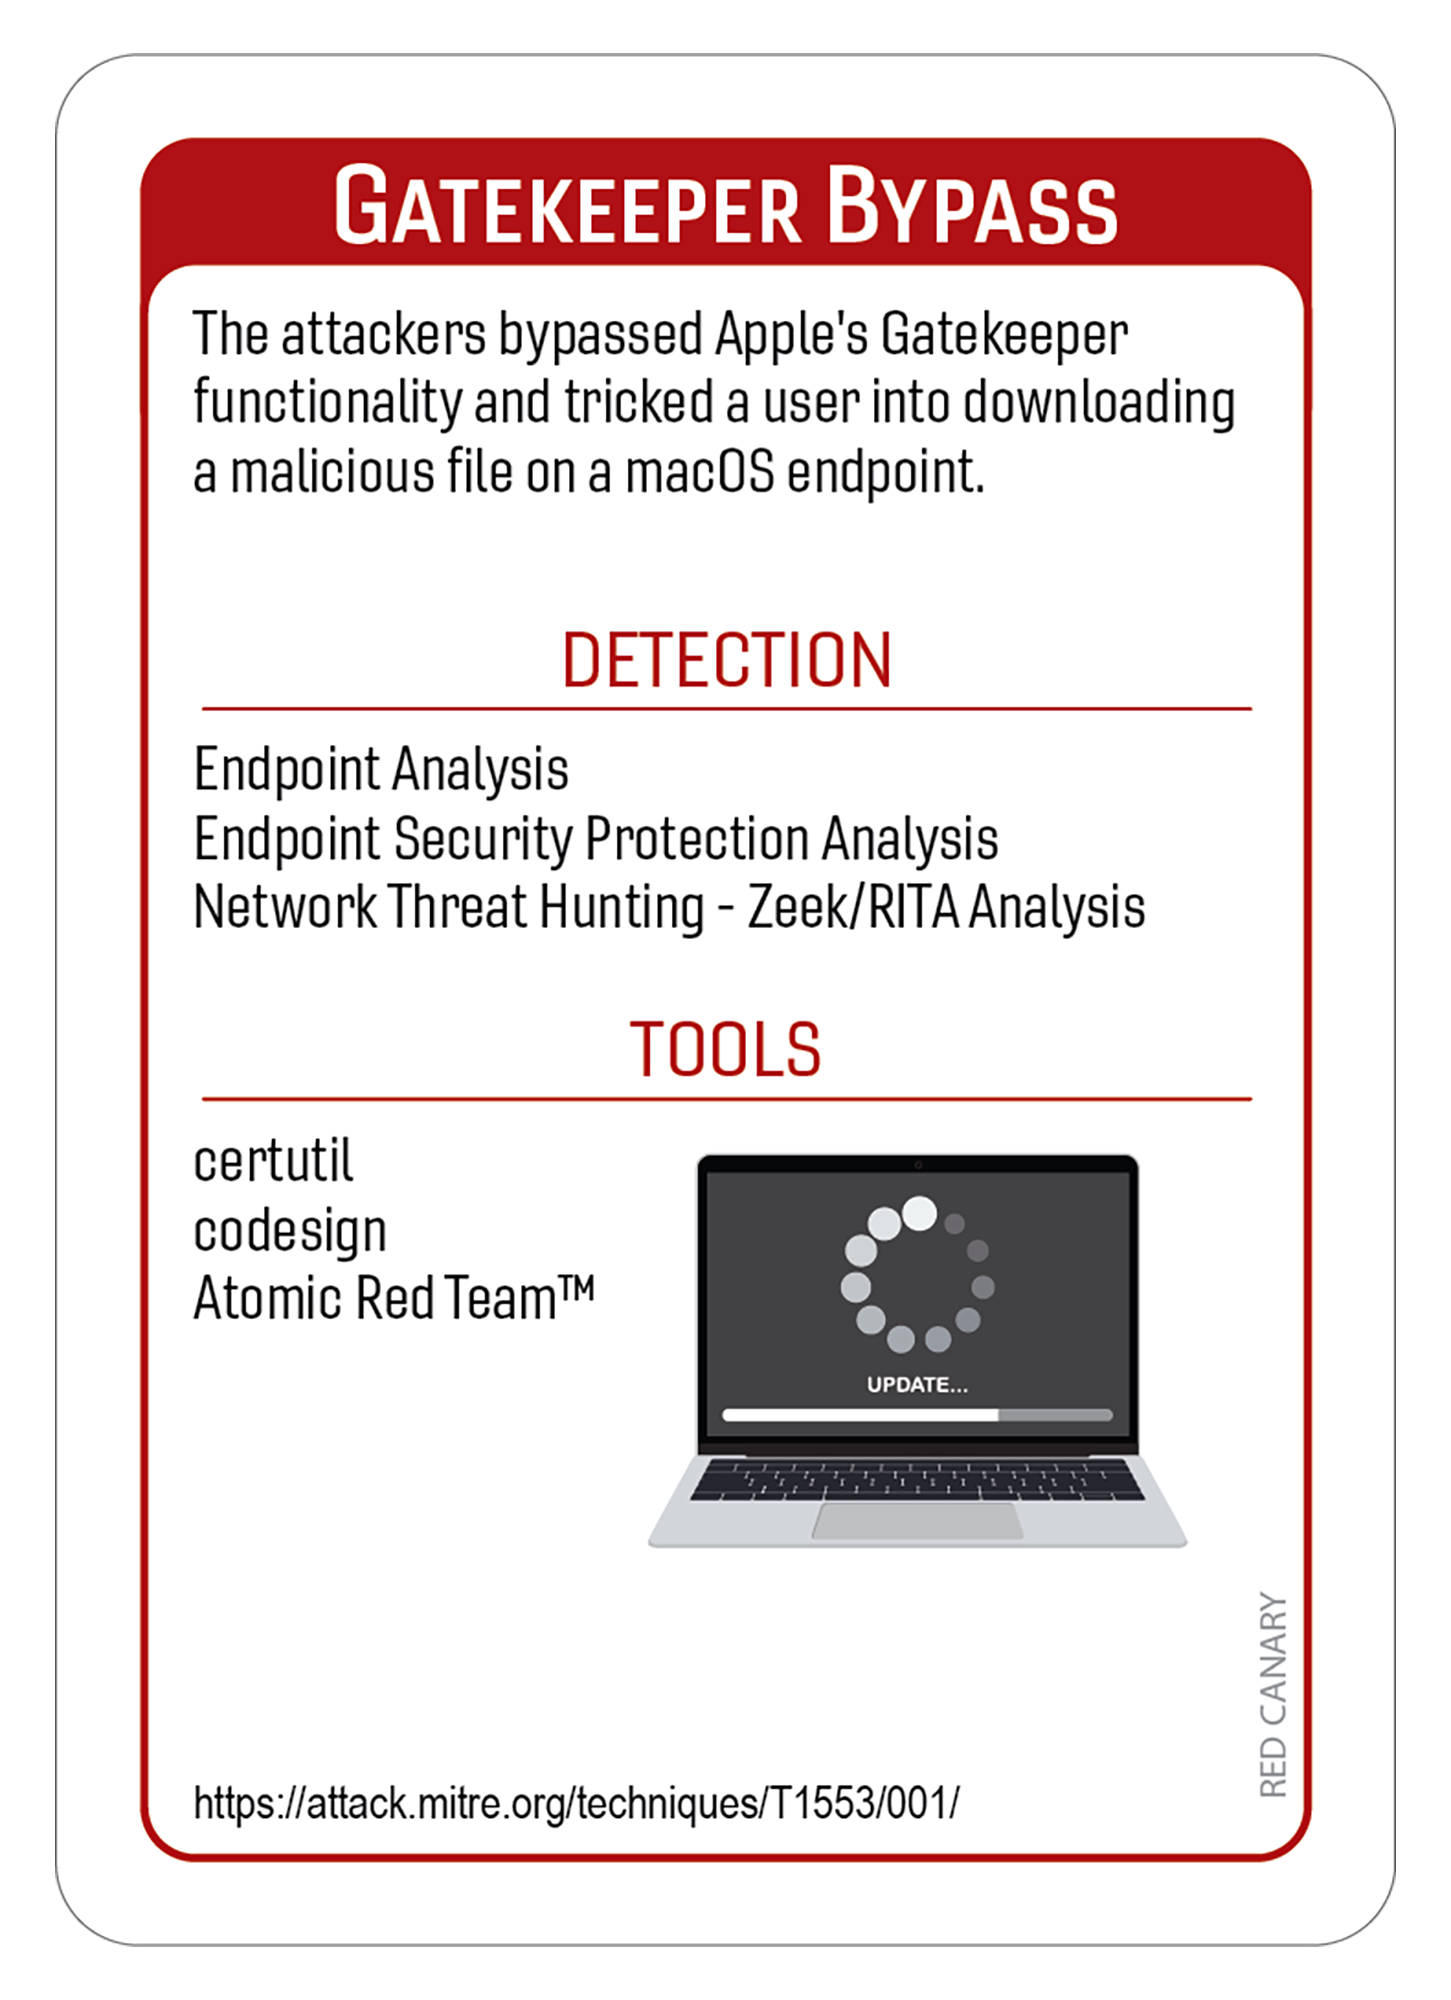 GATEKEEPER BYPASS
The attackers bypassed Apple's Gatekeeper
functionality and tricked a user into downloading
a malicious file on a macOS endpoint.
DETECTION
Endpoint Analysis
Endpoint Security Protection Analysis
Network Threat Hunting - Zeek/RITA Analysis
TOOLS
certutil
codesign
Atomic Red Team™
UPDATE...
RED CANARY
https://attack.mitre.org/techniques/T1553/001/